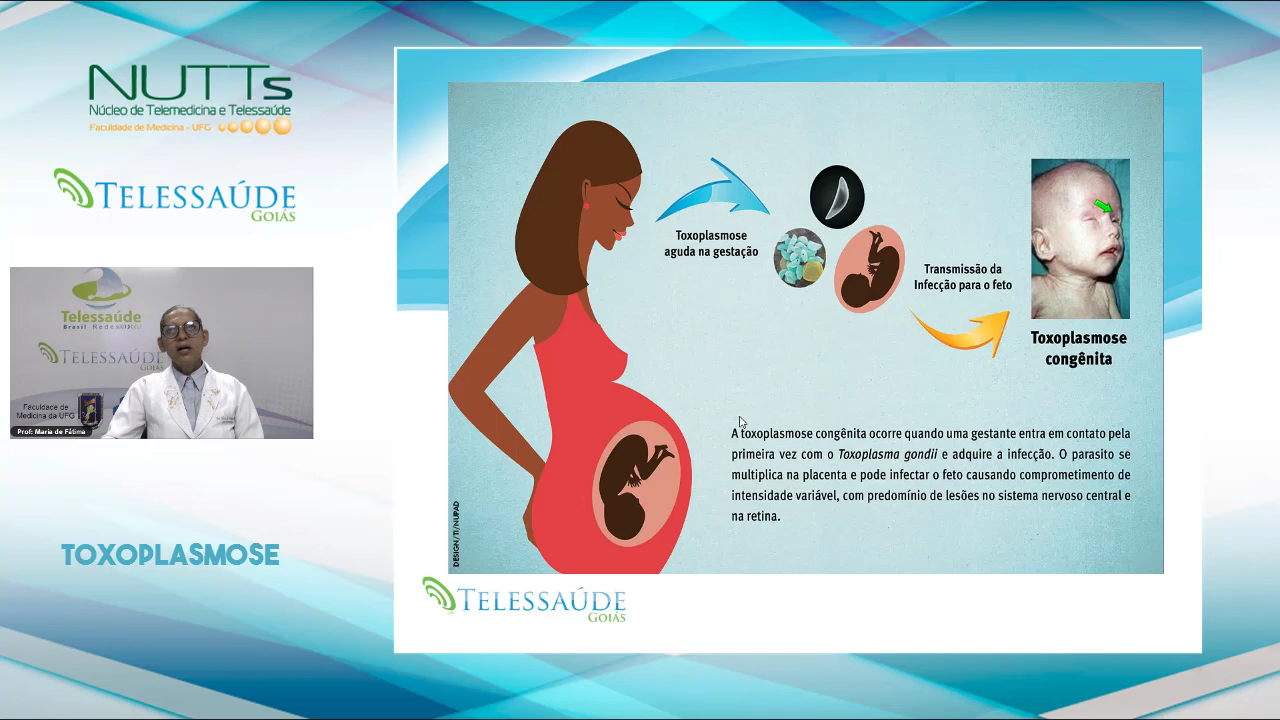 NUTTs
Núcleo de Telemedicina e Telessaúde
Faculdade de Medicina - UFG
TELESSAÚDE
GOIÁS
Telessaúde
TELESSAÚDE
Faculdade de
Medicina da UFG
Prof: Maria de Fátima
TOXOPLASMOSE
Toxoplasmose
aguda na gestação
Transmissão da
Infecção para o feto
Toxoplasmose
congênita
A toxoplasmose congênita ocorre quando uma gestante entra em contato pela
primeira vez com o Toxoplasma gondii e adquire a infecção. O parasito se
multiplica na placenta e pode infectar o feto causando comprometimento de
intensidade variável, com predomínio de lesões no sistema nervoso central e
na retina.
DESIGN/TI/NUPAD
TELESSAÚDE
GOIÁS